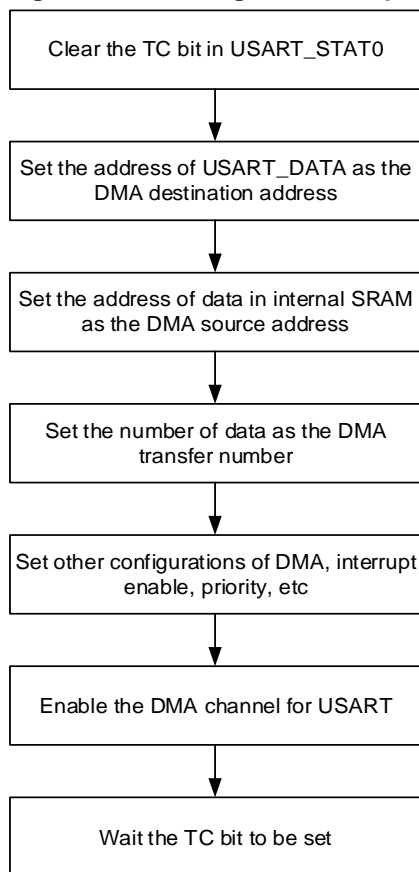 Clear the TC bit in USART_STAT0
Set the address of USART_DATA as the
DMA destination address
Set the address of data in internal SRAM
as the DMA source address
Set the number of data as the DMA
transfer number
Set other configurations of DMA, interrupt
enable, priority, etc
Enable the DMA channel for USART
Wait the TC bit to be set